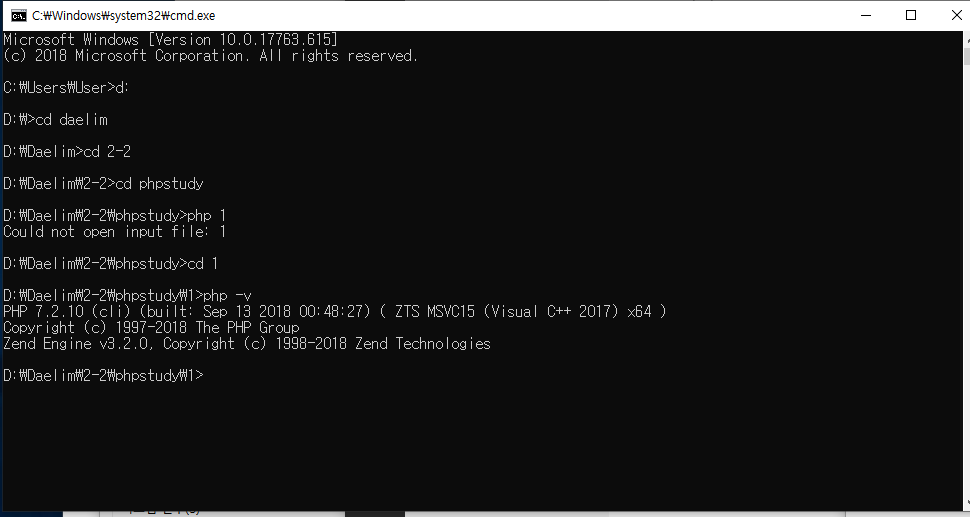 C:₩Windows₩system32₩cmd.exe
Microsoft Windows [Version 10.0.17763.615]
(c) 2018 Microsoft Corporation. All rights reserved.
C:₩Users₩User>d:
D:₩>cd daelim
D:₩Daelim>cd 2-2
D:₩Daelim₩2-2>cd phpstudy
D:₩Daelim₩2-2₩phpstudy>php 1
Could not open input file: 1
D:₩Daelim₩2-2₩phpstudy>cd 1
D:₩Daelim₩2-2₩phpstudy₩1>php -v
PHP 7.2.10 (cli) (built: Sep 13 2018 00:48:27) ( ZTS MSVC15 (Visual C++ 2017) x64 )
Copyright (c) 1997-2018 The PHP Group
Zend Engine v3.2.0, Copyright (c) 1998-2018 Zend Technologies
D:₩Daelim₩2-2₩phpstudy₩1>